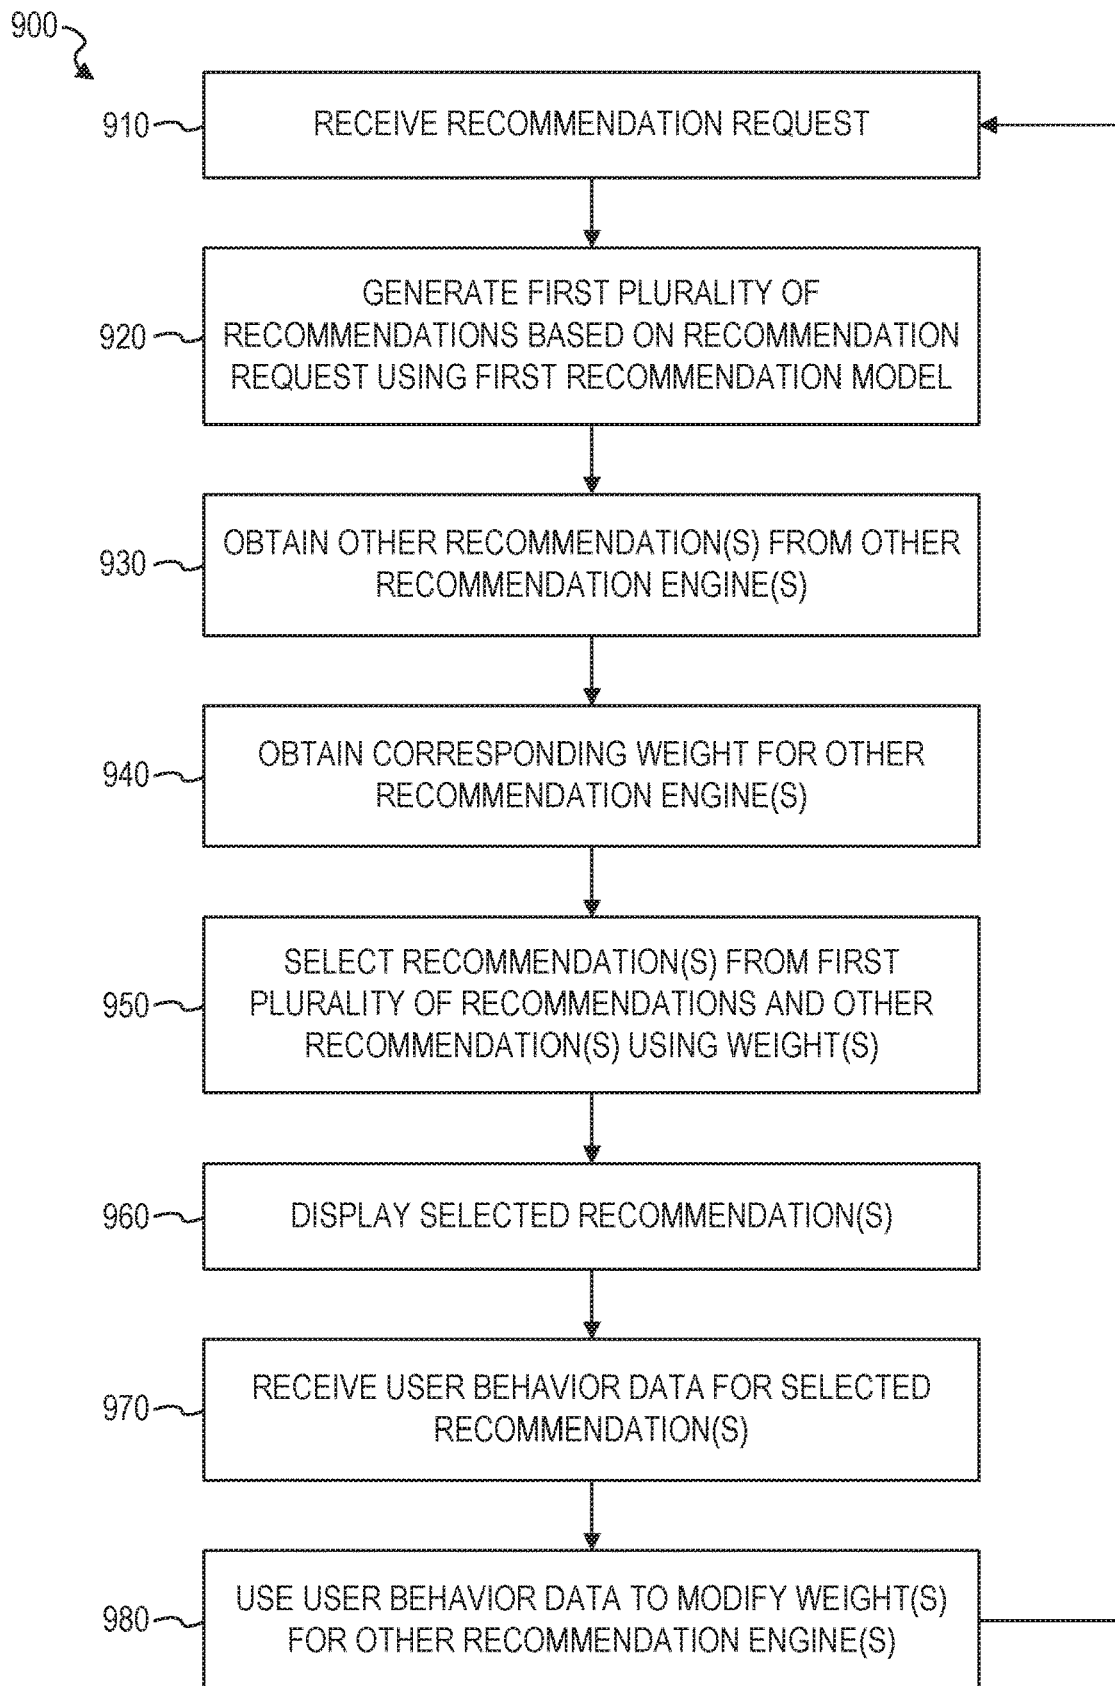 900
910
RECEIVE RECOMMENDATION REQUEST
920
GENERATE FIRST PLURALITY OF
RECOMMENDATIONS BASED ON RECOMMENDATION
REQUEST USING FIRST RECOMMENDATION MODEL
930
OBTAIN OTHER RECOMMENDATION(S) FROM OTHER
RECOMMENDATION ENGINE(S)
940
OBTAIN CORRESPONDING WEIGHT FOR OTHER
RECOMMENDATION ENGINE(S)
950
SELECT RECOMMENDATION(S) FROM FIRST
PLURALITY OF RECOMMENDATIONS AND OTHER
RECOMMENDATION(S) USING WEIGHT(S)
960
DISPLAY SELECTED RECOMMENDATION(S)
970
RECEIVE USER BEHAVIOR DATA FOR SELECTED
RECOMMENDATION(S)
980
USE USER BEHAVIOR DATA TO MODIFY WEIGHT(S)
FOR OTHER RECOMMENDATION ENGINE(S)